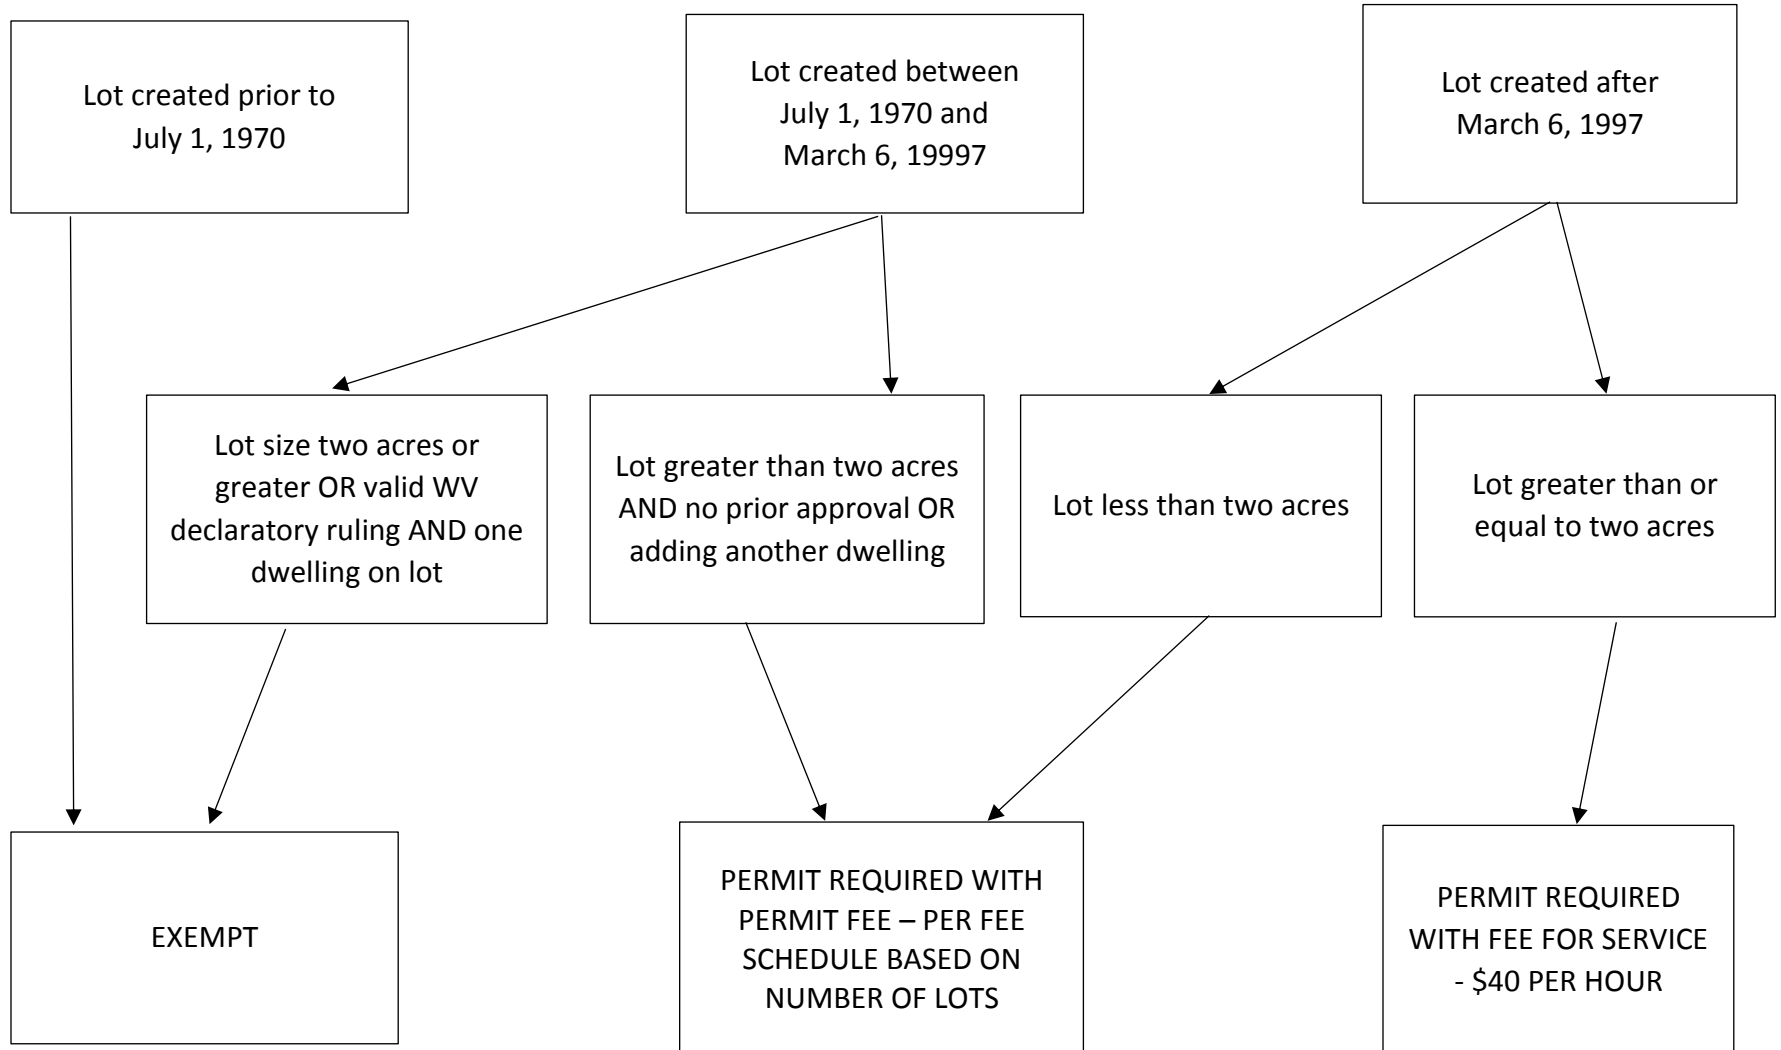 Lot created prior to
July 1, 1970
Lot created between
July 1, 1970 and
March 6, 19997
Lot created after
March 6, 1997
Lot size two acres or
greater OR valid WV
declaratory ruling AND one
dwelling on lot
Lot greater than two acres
AND no prior approval OR
adding another dwelling
Lot less than two acres
Lot greater than or
equal to two acres
EXEMPT
PERMIT REQUIRED WITH
PERMIT FEE – PER FEE
SCHEDULE BASED ON
NUMBER OF LOTS
PERMIT REQUIRED
WITH FEE FOR SERVICE
- $40 PER HOUR